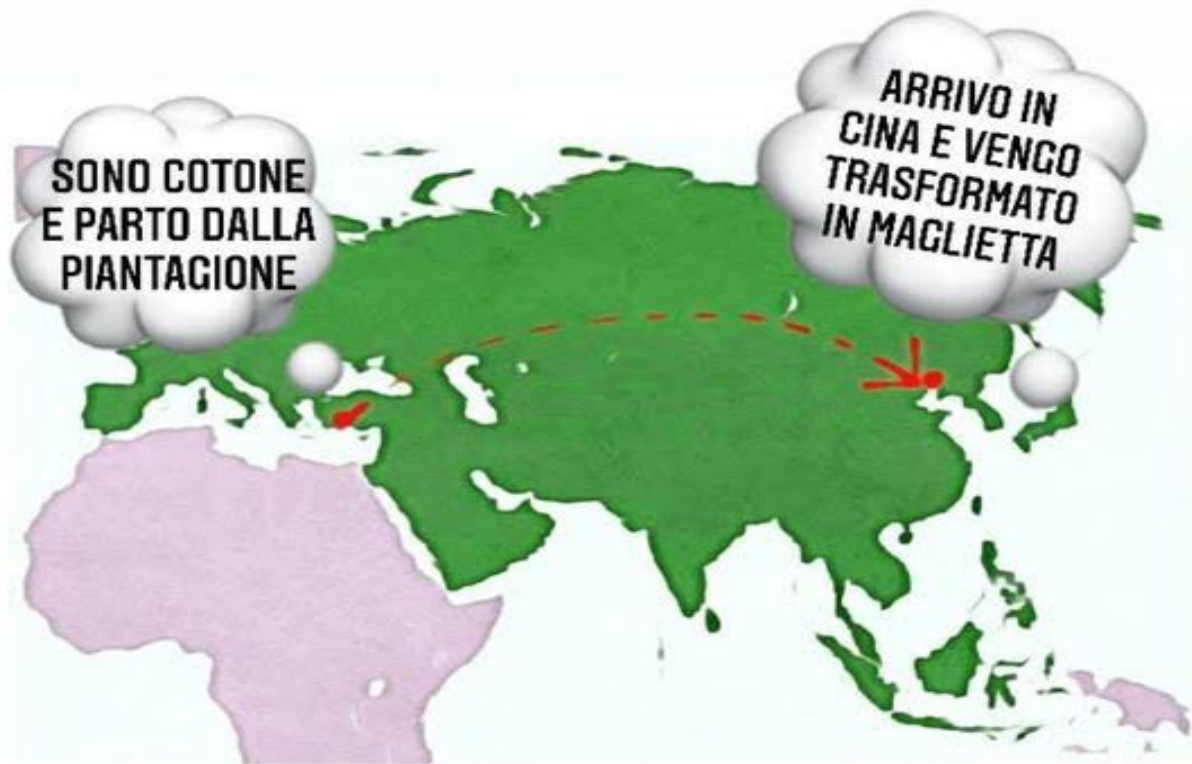 SONO COTONE
E PARTO DALLA
PIANTAGIONE
ARRIVO IN
CINA E VENGO
TRASFORMATO
IN MAGLIETTA